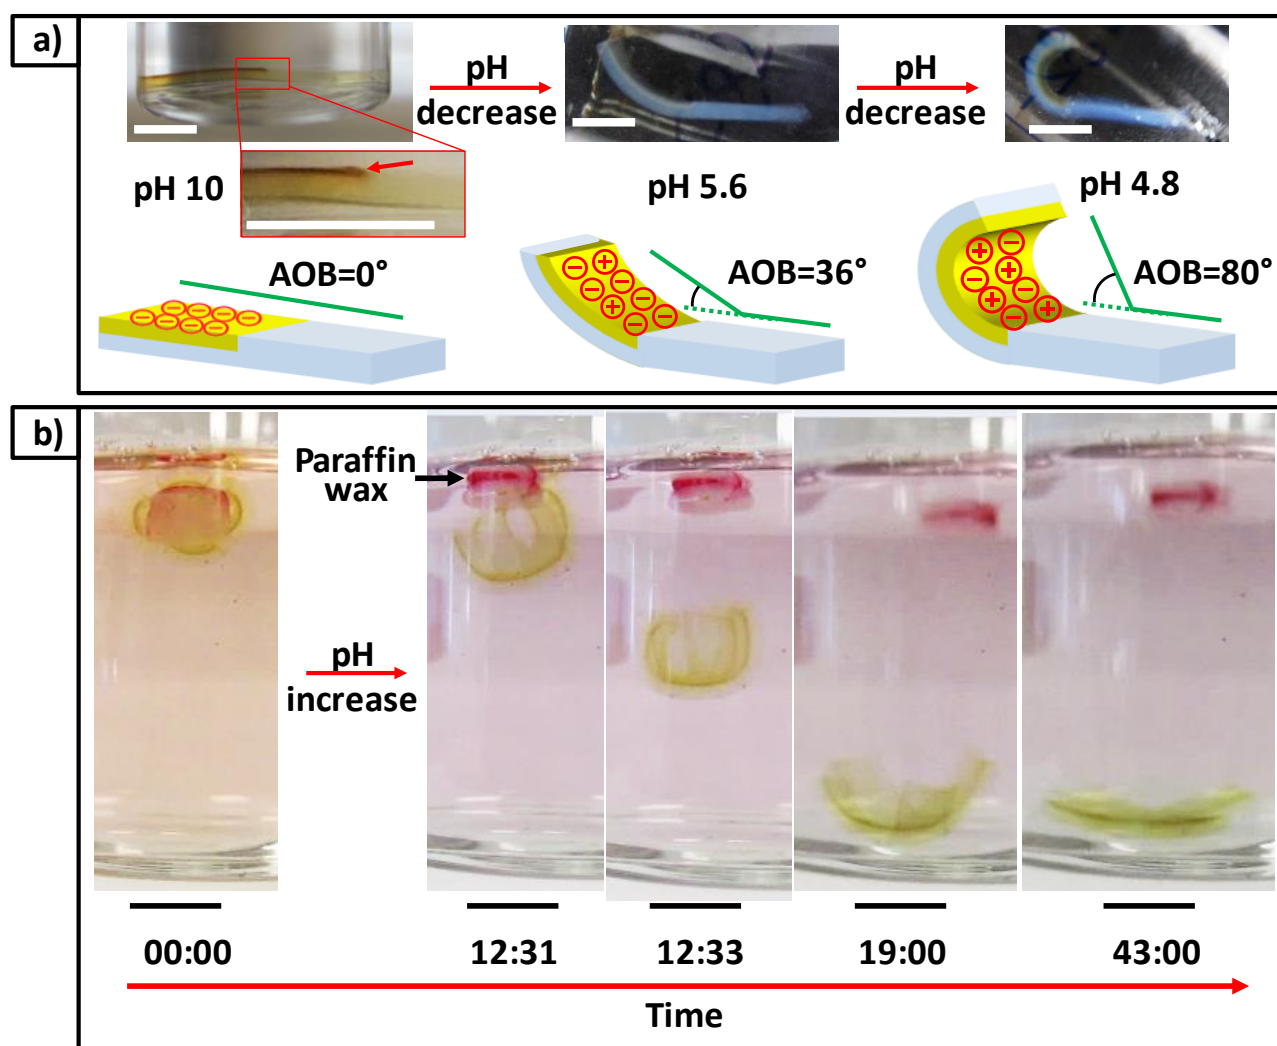 a)
pH
decrease
pH
decrease
pH 10
pH 5.6
pH 4.8
AOB=0°
AOB=36°
AOB=80°
b)
Paraffin
wax
pH
increase
00:00
12:31
12:33
19:00
43:00
Time